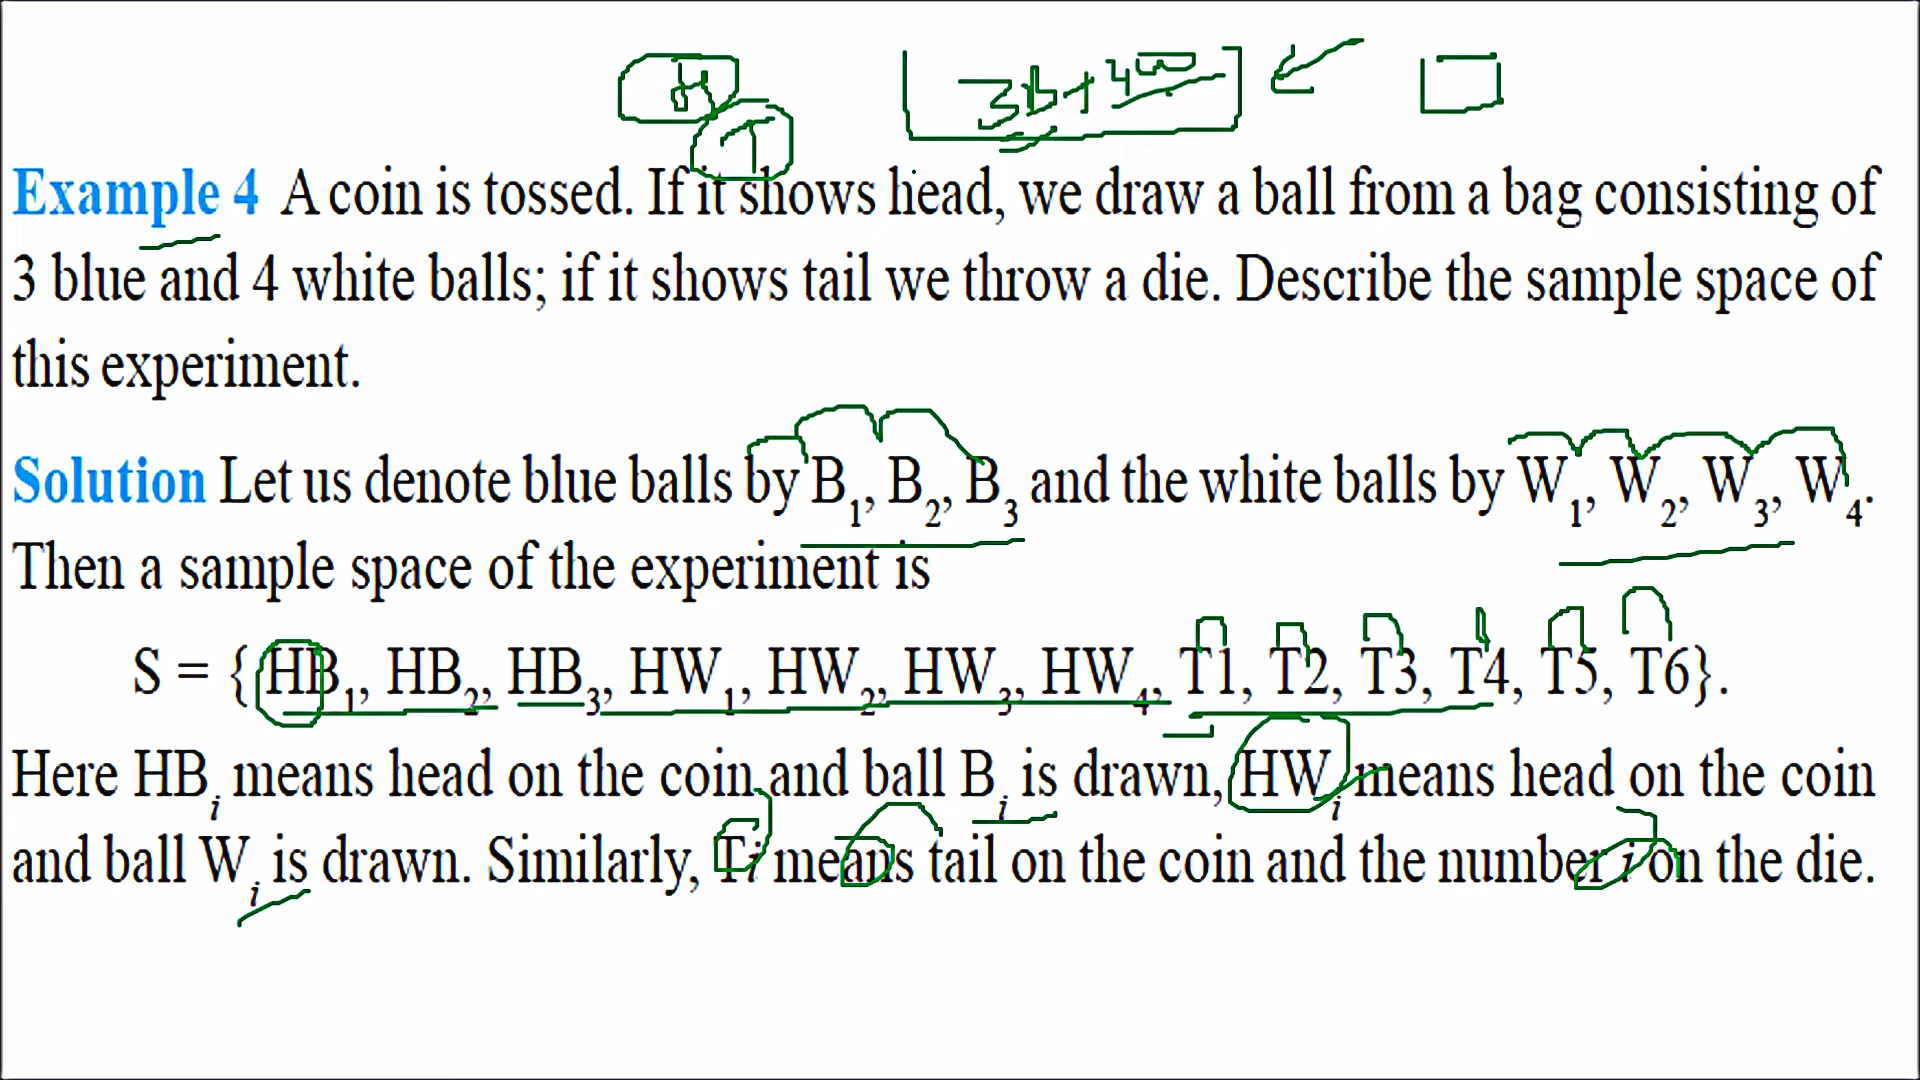 H
T
3b+4w
Example 4 A coin is tossed. If it shows head, we draw a ball from a bag consisting of
3 blue and 4 white balls; if it shows tail we throw a die. Describe the sample space of
this experiment.
Solution Let us denote blue balls by B₁, B₂, B₃ and the white balls by W₁, W₂, W₃, W₄.
Then a sample space of the experiment is
S = {HB₁, HB₂, HB₃, HW₁, HW₂, HW₃, HW₄, T1, T2, T3, T4, T5, T6}.
Here HBᵢ means head on the coin and ball Bᵢ is drawn, HWᵢ means head on the coin
and ball Wᵢ is drawn. Similarly, Ti means tail on the coin and the number i on the die.